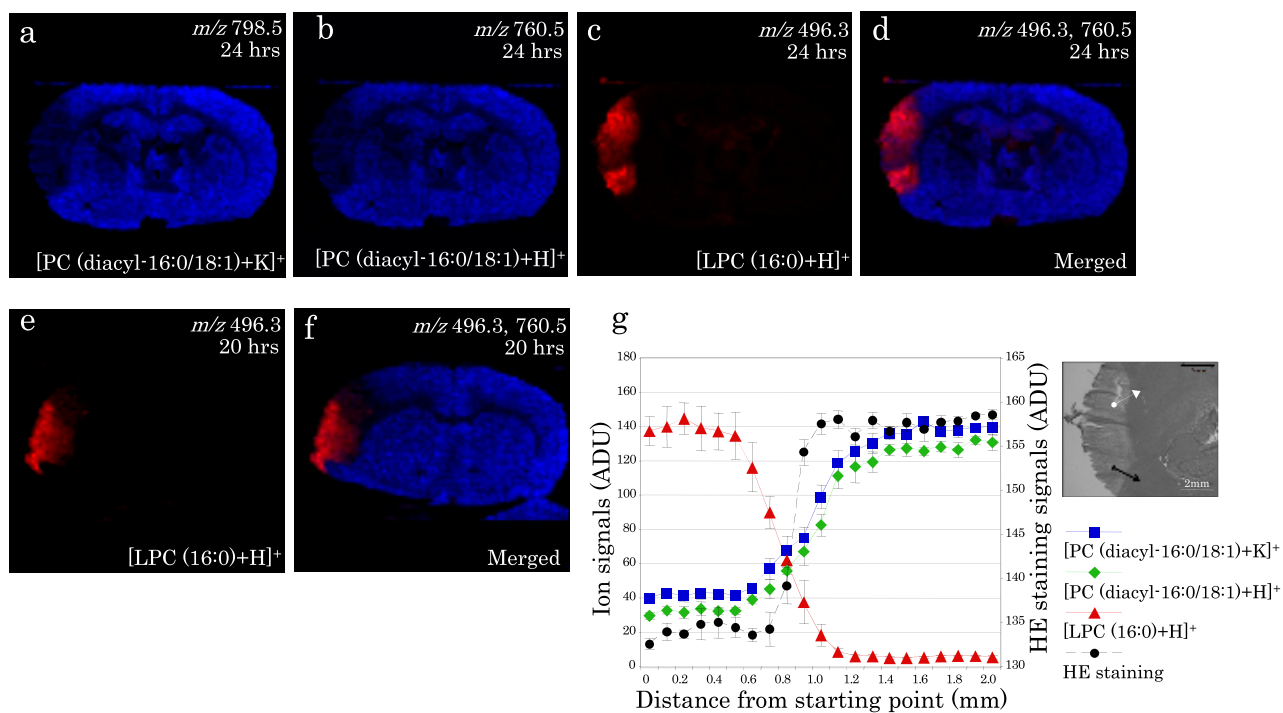 a
m/z 798.5
24 hrs
[PC (diacyl-16:0/18:1)+K]+
b
m/z 760.5
24 hrs
[PC (diacyl-16:0/18:1)+H]+
c
m/z 496.3
24 hrs
[LPC (16:0)+H]+
d
m/z 496.3, 760.5
24 hrs
Merged
e
m/z 496.3
20 hrs
[LPC (16:0)+H]+
f
m/z 496.3, 760.5
20 hrs
Merged
g
Ion signals (ADU)
180
160
140
120
100
80
60
40
20
0
HE staining signals (ADU)
165
160
155
150
145
140
135
130
0 0.2 0.4 0.6 0.8 1.0 1.2 1.4 1.6 1.8 2.0
Distance from starting point (mm)
2mm
[PC (diacyl-16:0/18:1)+K]+
[PC (diacyl-16:0/18:1)+H]+
[LPC (16:0)+H]+
HE staining